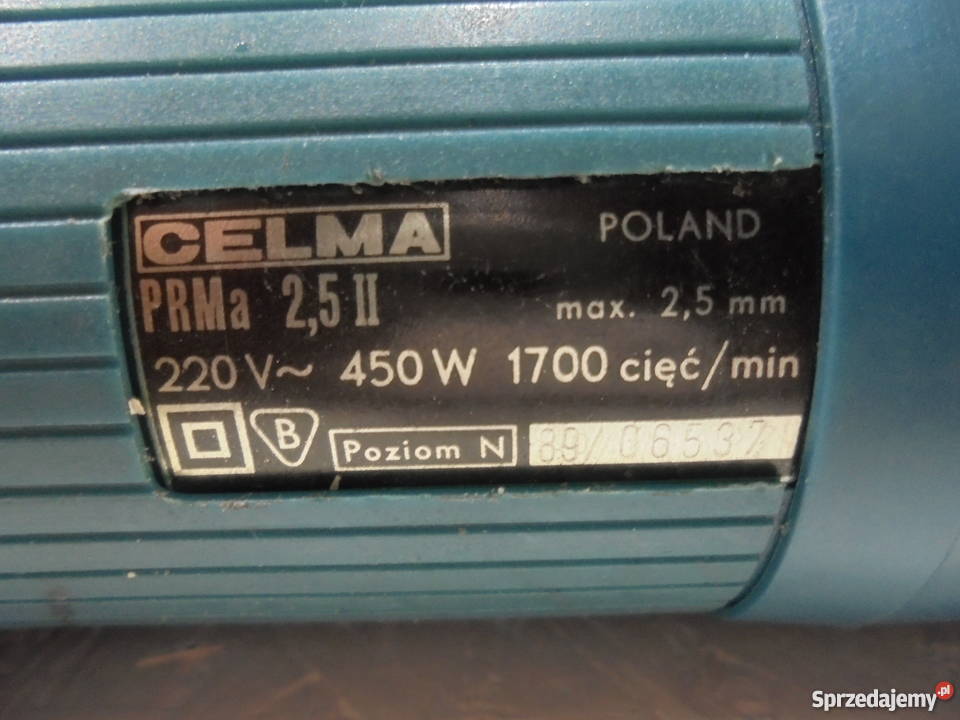 CELMA
POLAND
PRMa 2,5 II
max. 2,5 mm
220 V~ 450 W 1700 cięć/min
B
Poziom N
89/06537
Sprzedajemy.pl